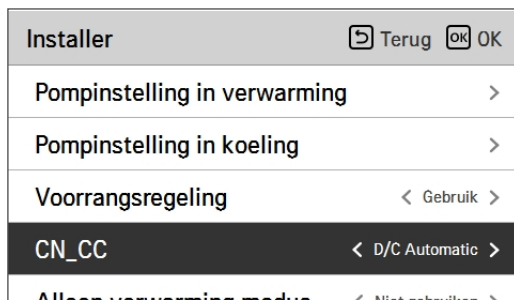 Installer Terug OK OK
Pompinstelling in verwarming >
Pompinstelling in koeling >
Voorrangsregeling < Gebruik >
CN_CC < D/C Automatic >
Alleen verwarming modus < Niet gebruiken >